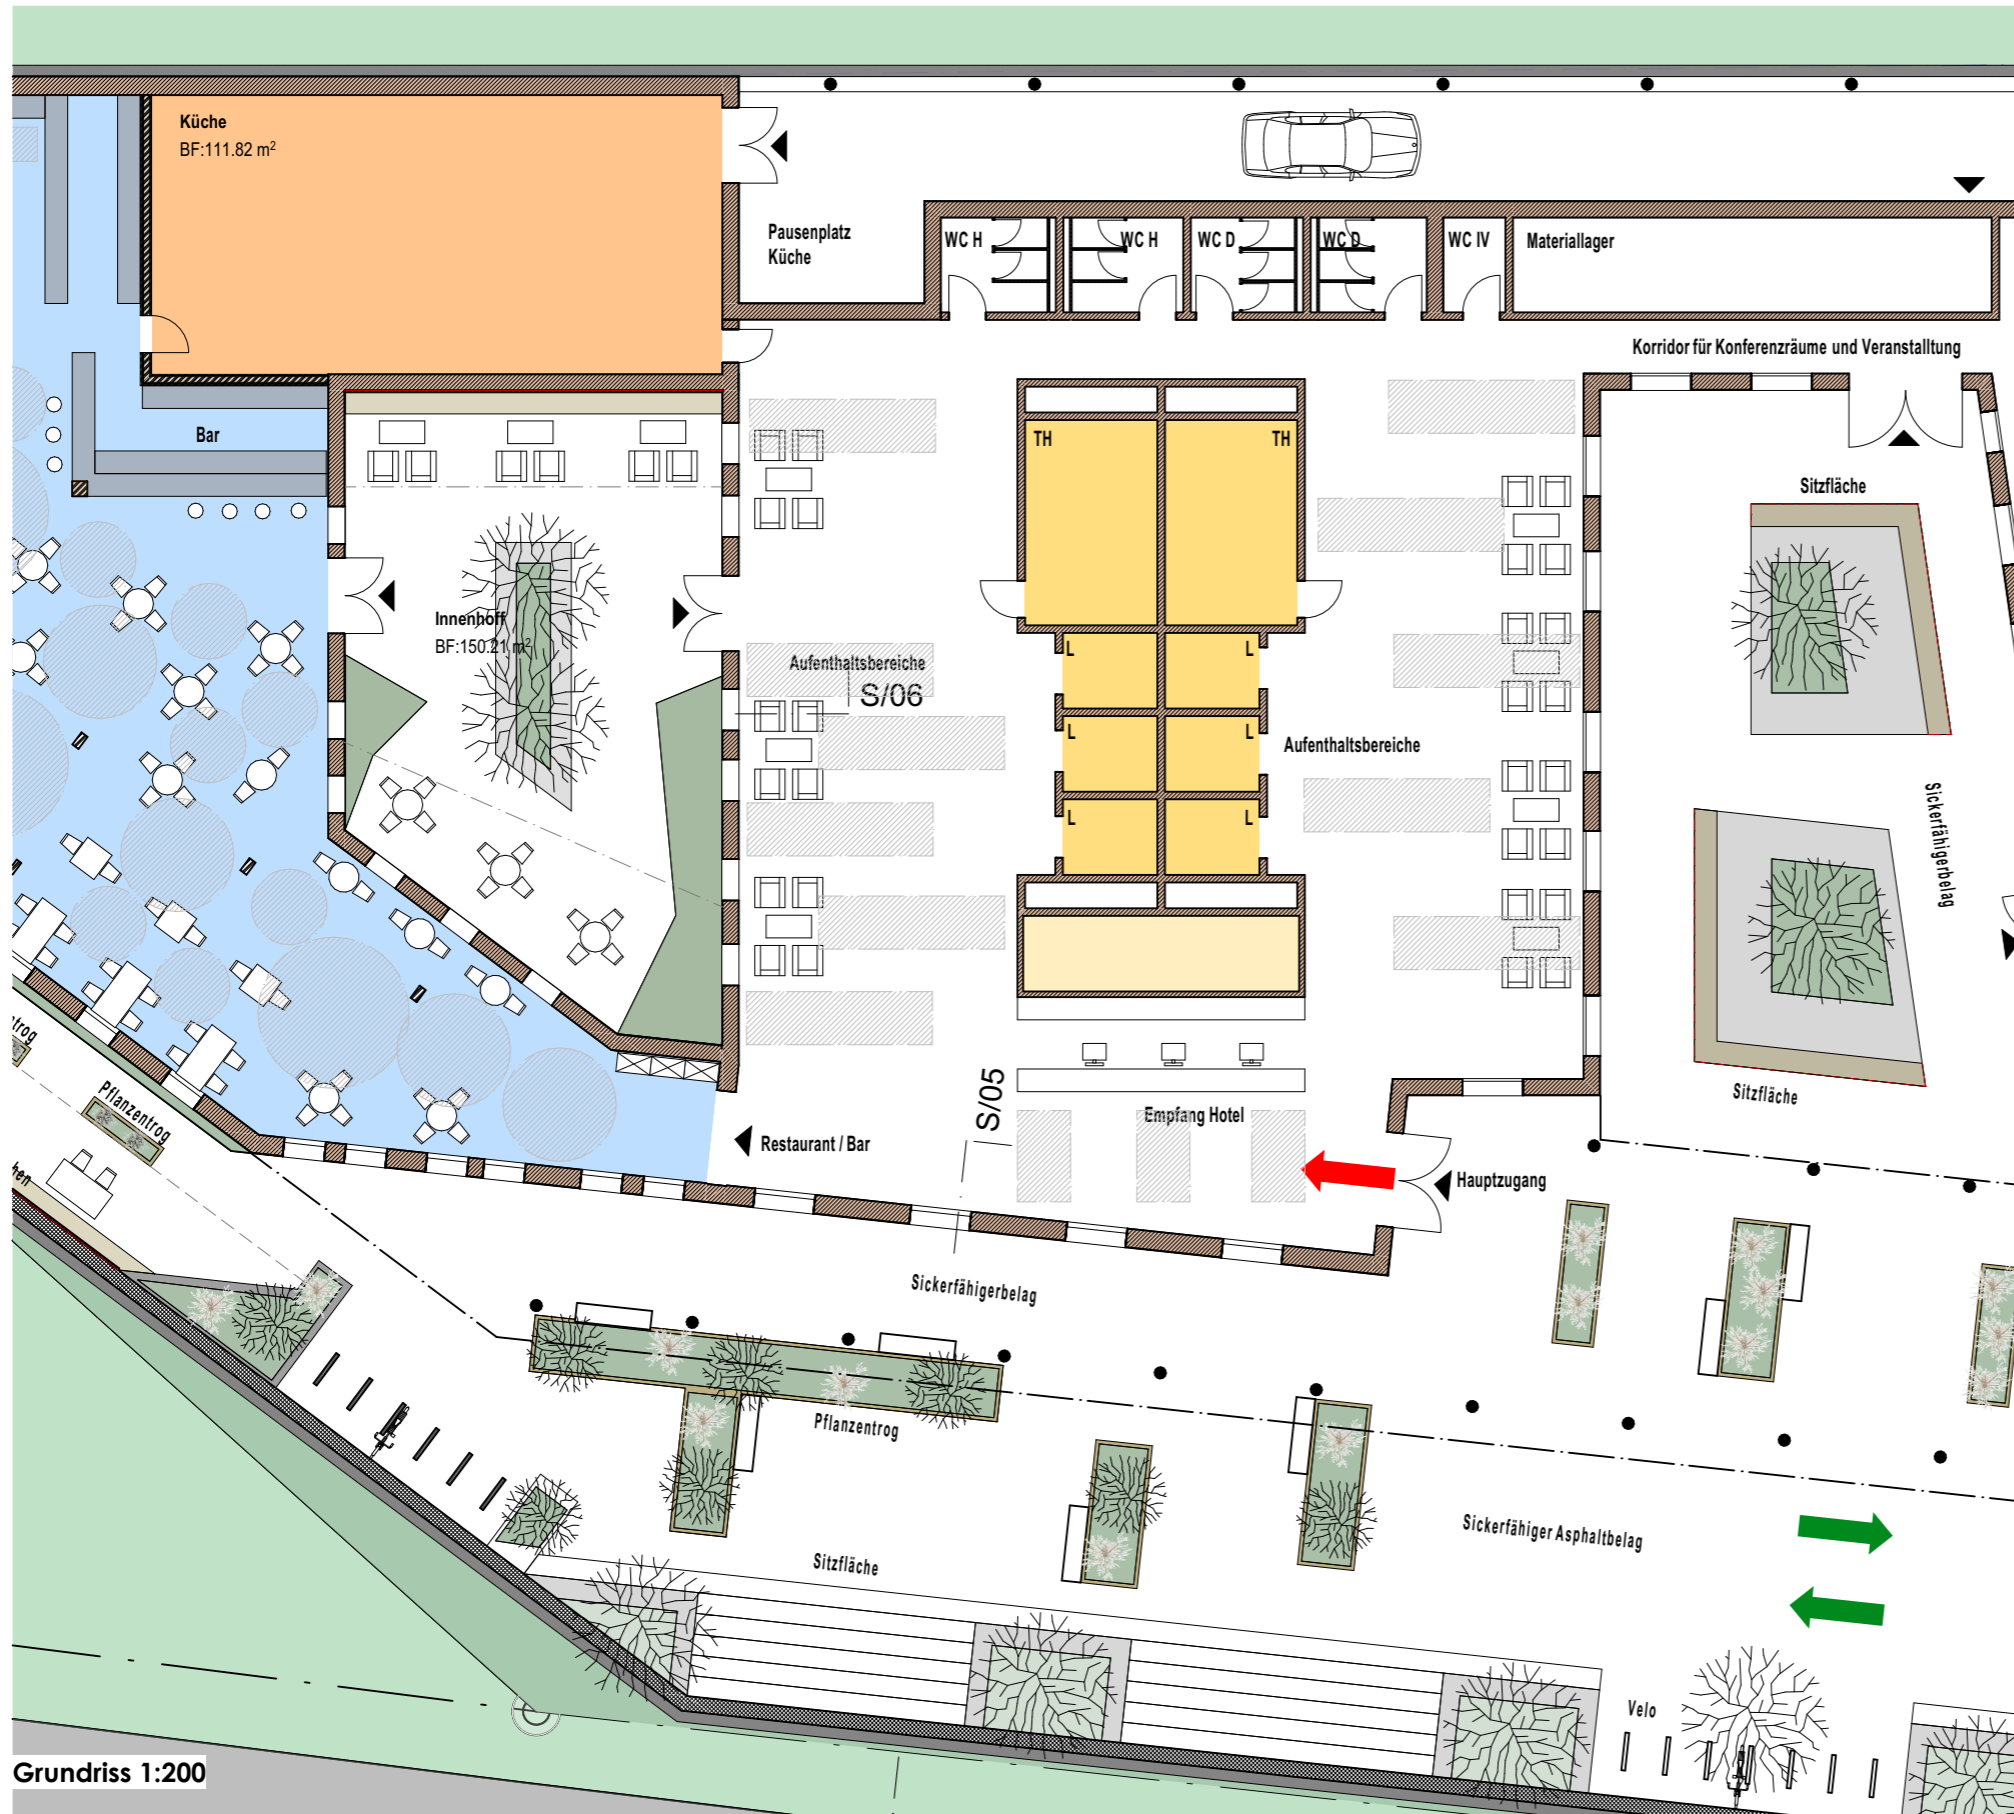 Küche
BF:111.82 m²
Pausenplatz
Küche
WC H
WC H
WC D
WC D
WC IV
Materiallager
Korridor für Konferenzräume und Veranstalltung
Bar
TH
TH
Sitzfläche
Innenhoff
BF:150.21 m²
Aufenthaltsbereiche
S/06
L
L
L
L
Aufenthaltsbereiche
L
L
Sickerfähigerbelag
Sitzfläche
Pflanzentrog
S/05
Empfang Hotel
Restaurant / Bar
Hauptzugang
Sickerfähigerbelag
Pflanzentrog
Sickerfähiger Asphaltbelag
Sitzfläche
Velo
Grundriss 1:200